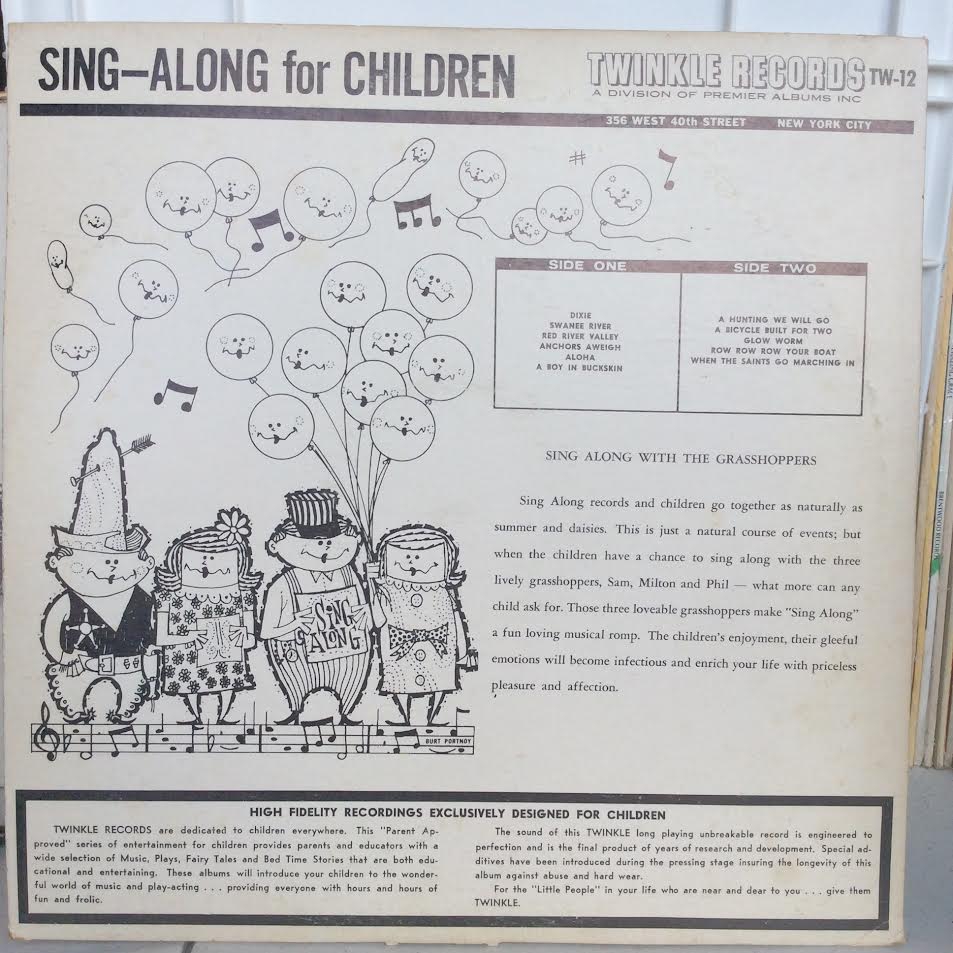 SING—ALONG for CHILDREN
TWINKLE RECORDS TW-12
A DIVISION OF PREMIER ALBUMS INC
356 WEST 40th STREET NEW YORK CITY
SIDE ONE
DIXIE
SWANEE RIVER
RED RIVER VALLEY
ANCHORS AWEIGH
ALOHA
A BOY IN BUCKSKIN
SIDE TWO
A HUNTING WE WILL GO
A BICYCLE BUILT FOR TWO
GLOW WORM
ROW ROW ROW YOUR BOAT
WHEN THE SAINTS GO MARCHING IN
SING ALONG WITH THE GRASSHOPPERS
Sing Along records and children go together as naturally as
summer and daisies. This is just a natural course of events; but
when the children have a chance to sing along with the three
lively grasshoppers, Sam, Milton and Phil — what more can any
child ask for. Those three loveable grasshoppers make "Sing Along"
a fun loving musical romp. The children's enjoyment, their gleeful
emotions will become infectious and enrich your life with priceless
pleasure and affection.
SING
ALONG
BURT PORTNOY
HIGH FIDELITY RECORDINGS EXCLUSIVELY DESIGNED FOR CHILDREN
TWINKLE RECORDS are dedicated to children everywhere. This "Parent Ap-
proved" series of entertainment for children provides parents and educators with a
wide selection of Music, Plays, Fairy Tales and Bed Time Stories that are both edu-
cational and entertaining. These albums will introduce your children to the wonder-
ful world of music and play-acting . . . providing everyone with hours and hours of
fun and frolic.
The sound of this TWINKLE long playing unbreakable record is engineered to
perfection and is the final product of years of research and development. Special ad-
ditives have been introduced during the pressing stage insuring the longevity of this
album against abuse and hard wear.
For the "Little People" in your life who are near and dear to you . . . give them
TWINKLE.